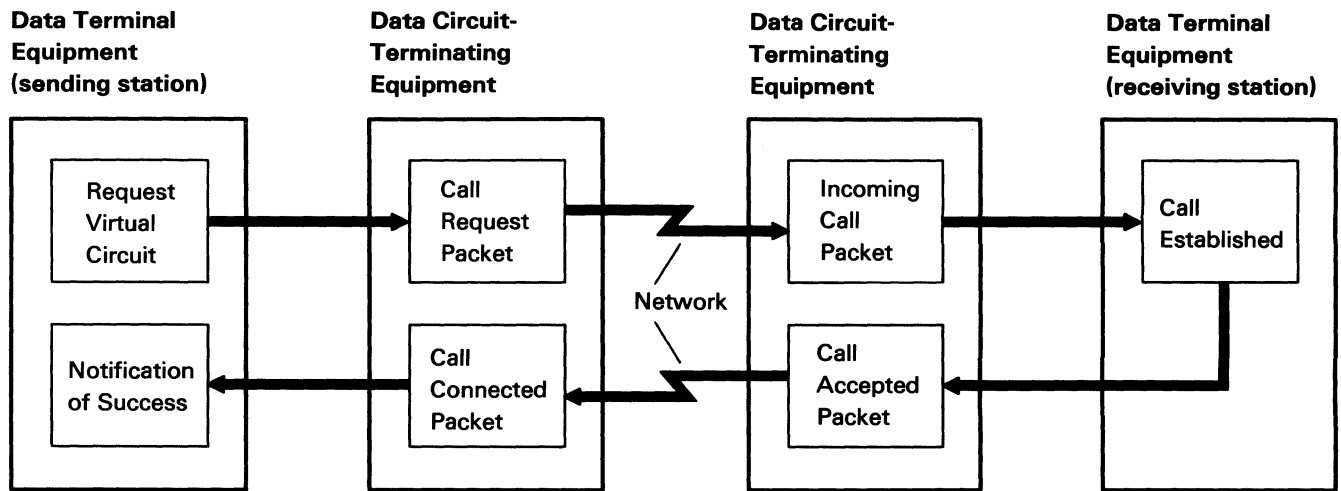 Data Terminal
Equipment
(sending station)
Data Circuit-
Terminating
Equipment
Data Circuit-
Terminating
Equipment
Data Terminal
Equipment
(receiving station)
Request
Virtual
Circuit
Call
Request
Packet
Incoming
Call
Packet
Call
Established
Network
Notification
of Success
Call
Connected
Packet
Call
Accepted
Packet